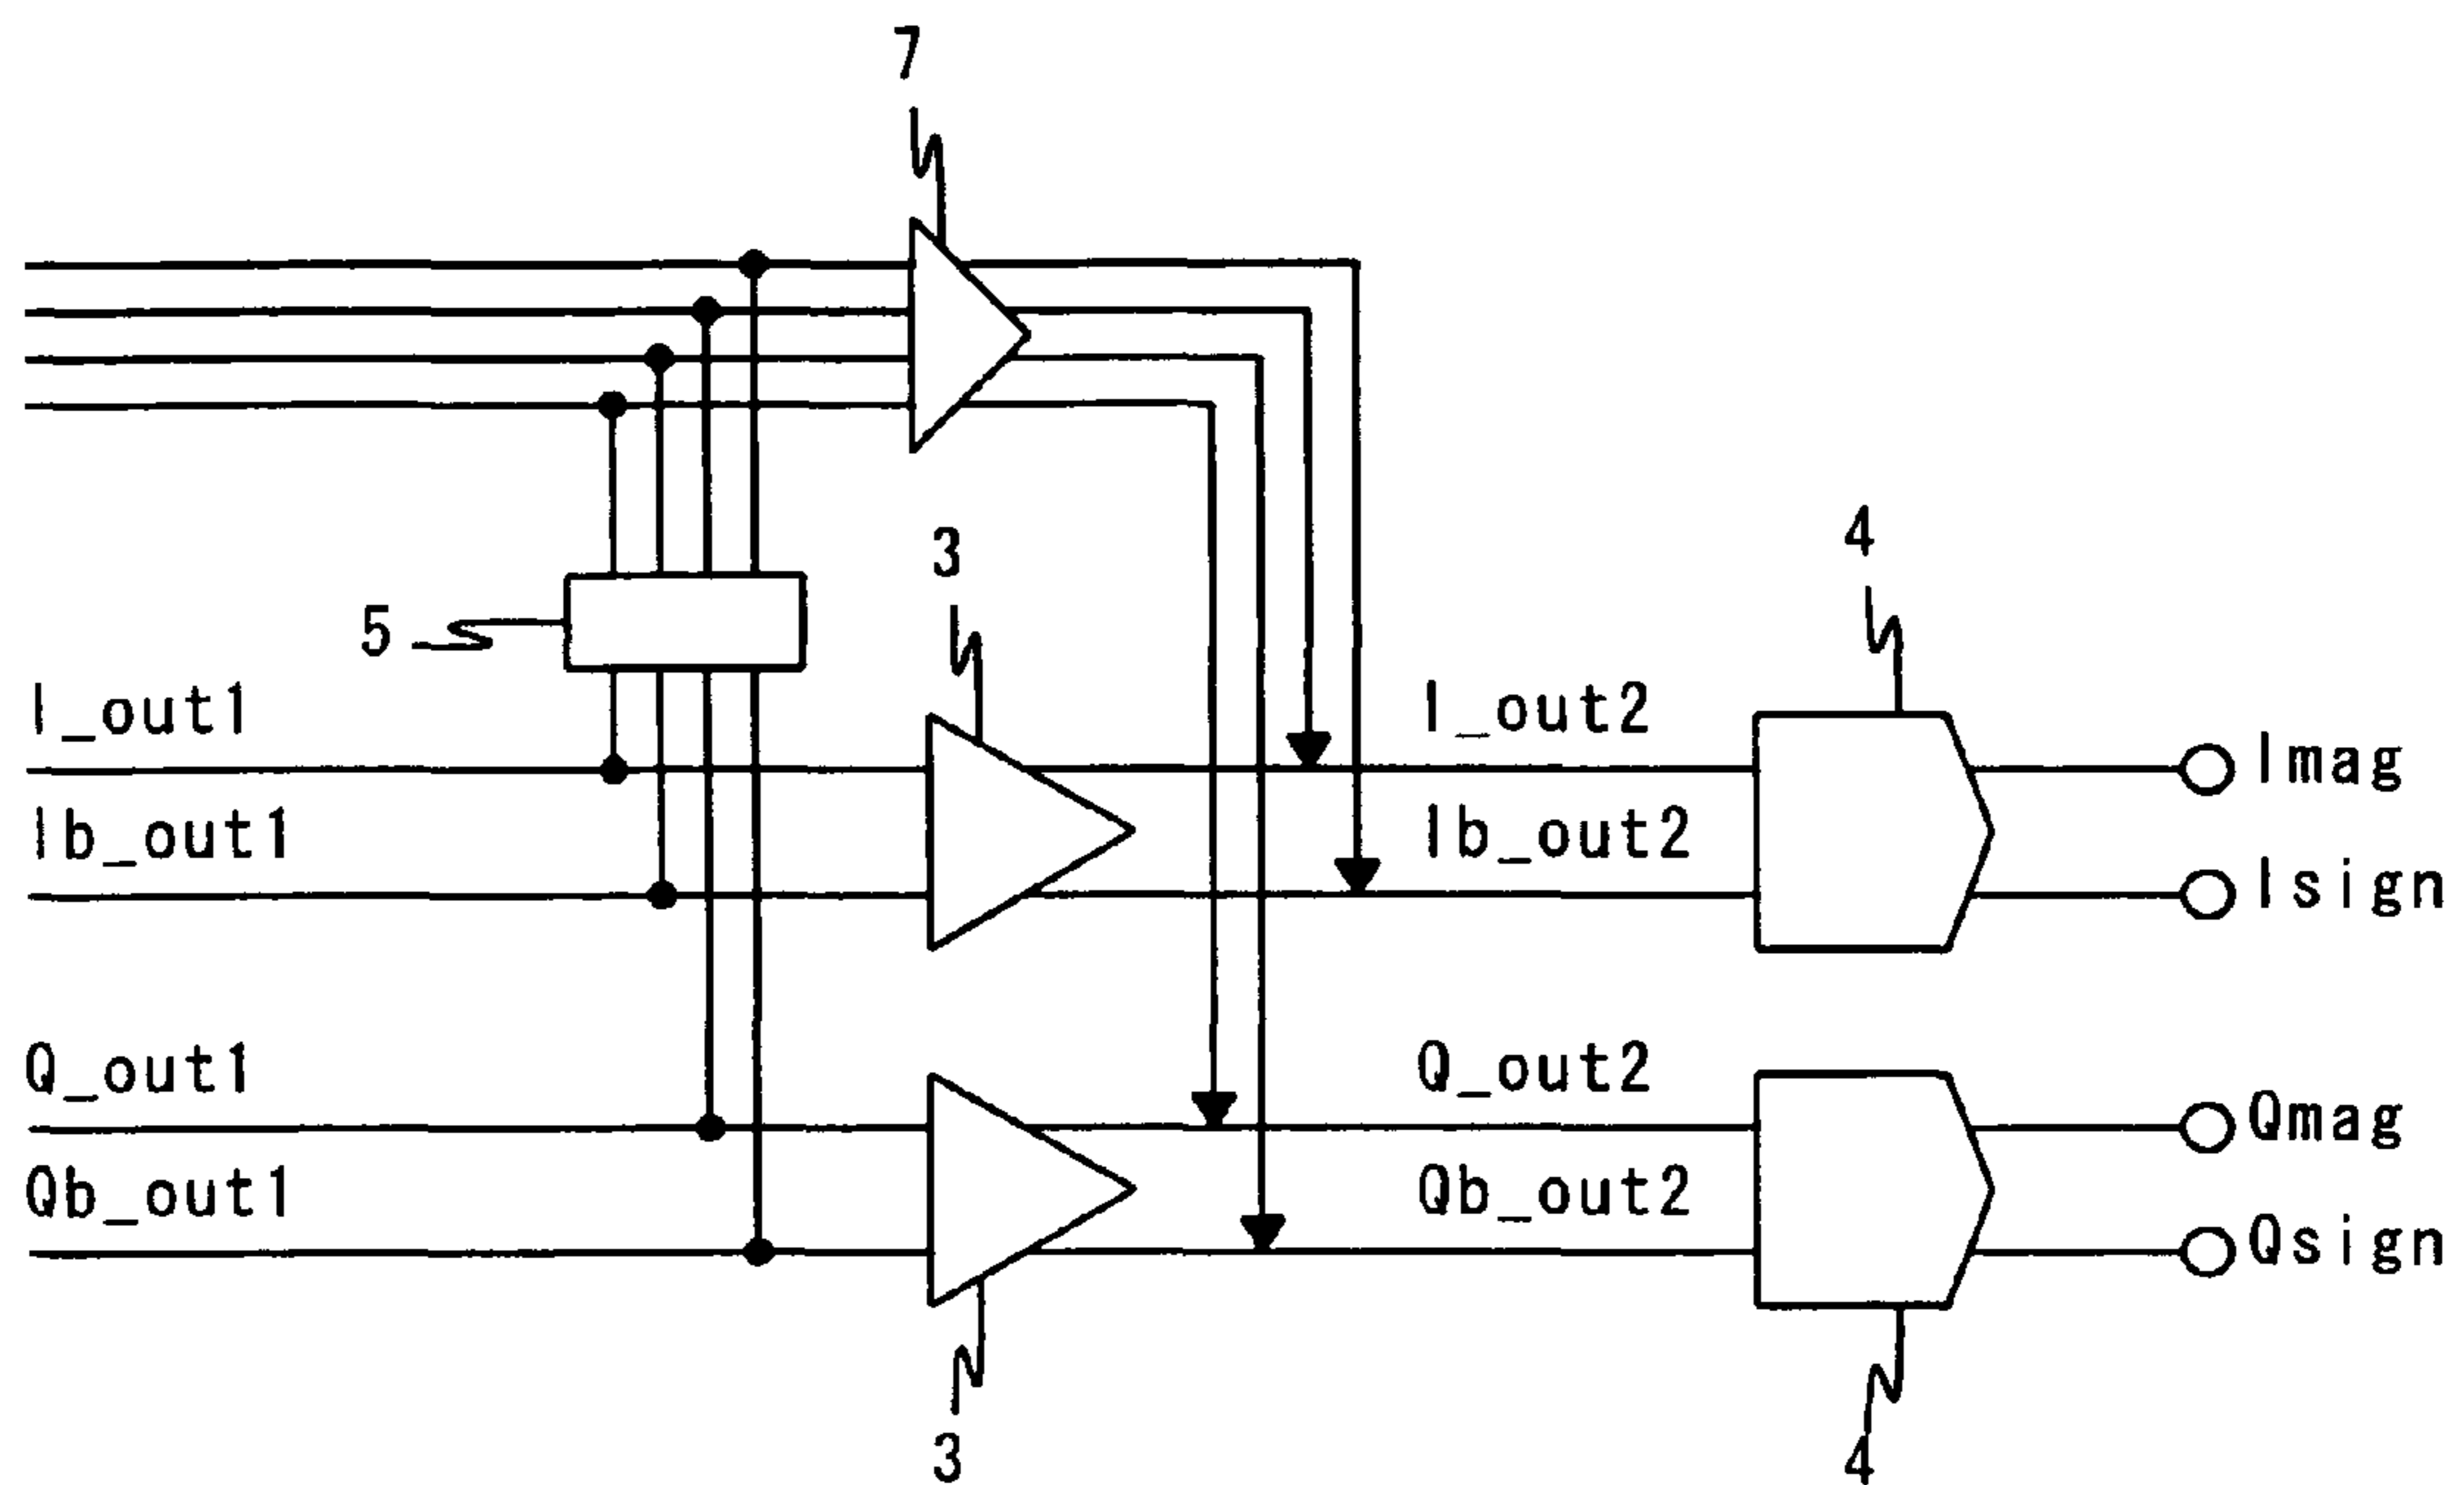 7
3
4
5
I_out1
I_out2
Imag
Ib_out1
Ib_out2
Isign
Q_out1
Q_out2
Qmag
Qb_out1
Qb_out2
Qsign
3
4